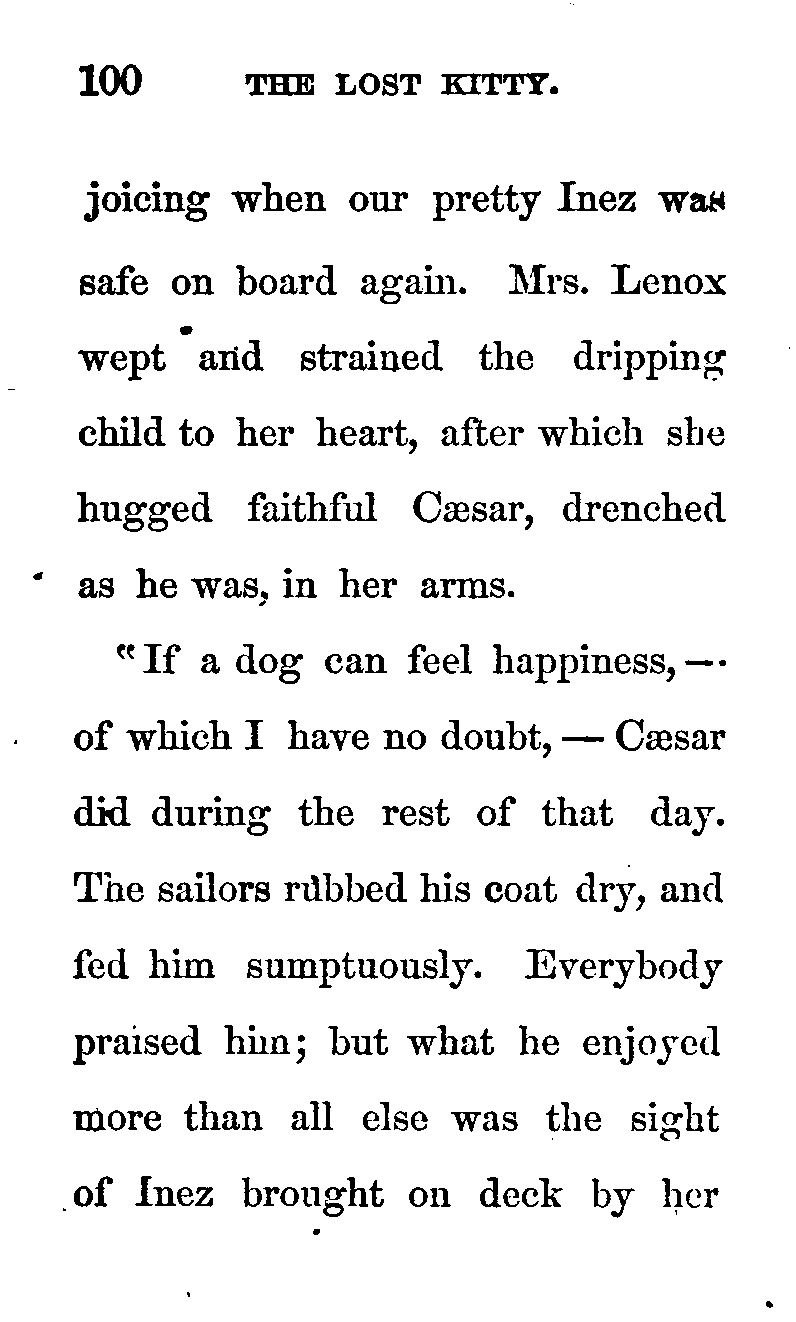 100 THE LOST KITTY.
joicing when our pretty Inez was
safe on board again. Mrs. Lenox
wept and strained the dripping
child to her heart, after which she
hugged faithful Cæsar, drenched
as he was, in her arms.
"If a dog can feel happiness, —
of which I have no doubt, — Cæsar
did during the rest of that day.
The sailors rubbed his coat dry, and
fed him sumptuously. Everybody
praised him; but what he enjoyed
more than all else was the sight
of Inez brought on deck by her